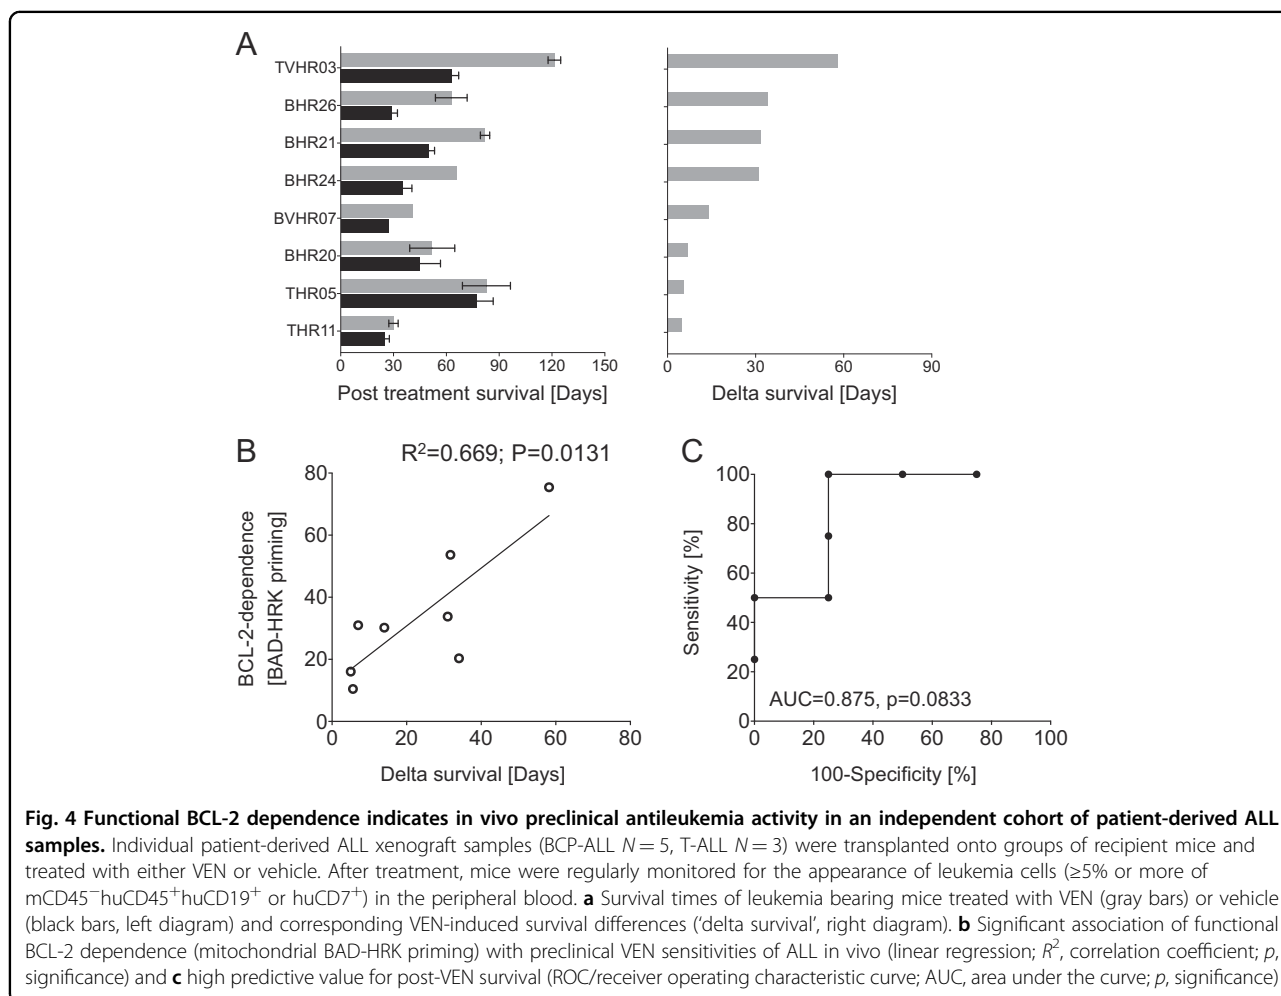 A
TVHR03
BHR26
BHR21
BHR24
BVHR07
BHR20
THR05
THR11
0 30 60 90 120 150
Post treatment survival [Days]
0 30 60 90
Delta survival [Days]
B
R²=0.669; P=0.0131
BCL-2-dependence
[BAD-HRK priming]
80
60
40
20
0
0 20 40 60 80
Delta survival [Days]
C
Sensitivity [%]
100
80
60
40
20
0
AUC=0.875, p=0.0833
0 20 40 60 80 100
100-Specificity [%]
Fig. 4 Functional BCL-2 dependence indicates in vivo preclinical antileukemia activity in an independent cohort of patient-derived ALL
samples. Individual patient-derived ALL xenograft samples (BCP-ALL N = 5, T-ALL N = 3) were transplanted onto groups of recipient mice and
treated with either VEN or vehicle. After treatment, mice were regularly monitored for the appearance of leukemia cells (≥5% or more of
mCD45⁻huCD45⁺huCD19⁺ or huCD7⁺) in the peripheral blood. a Survival times of leukemia bearing mice treated with VEN (gray bars) or vehicle
(black bars, left diagram) and corresponding VEN-induced survival differences (‘delta survival’, right diagram). b Significant association of functional
BCL-2 dependence (mitochondrial BAD-HRK priming) with preclinical VEN sensitivities of ALL in vivo (linear regression; R², correlation coefficient; p,
significance) and c high predictive value for post-VEN survival (ROC/receiver operating characteristic curve; AUC, area under the curve; p, significance)